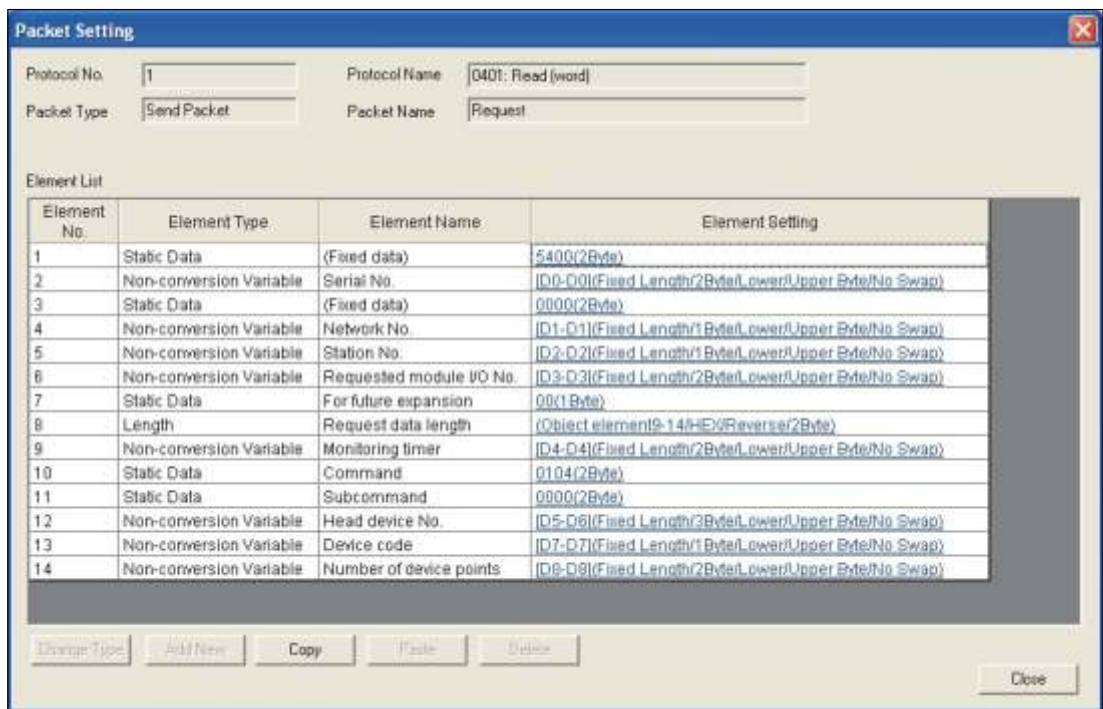 Packet Setting
Protocol No. 1 Protocol Name 0401: Read (word)
Packet Type Send Packet Packet Name Request
Element List
Element No. Element Type Element Name Element Setting
1 Static Data (Fixed data) 5400(2Byte)
2 Non-conversion Variable Serial No. [D0-D0](Fixed Length/2Byte/Lower/Upper Byte/No Swap)
3 Static Data (Fixed data) 0000(2Byte)
4 Non-conversion Variable Network No. [D1-D1](Fixed Length/1Byte/Lower/Upper Byte/No Swap)
5 Non-conversion Variable Station No. [D2-D2](Fixed Length/1Byte/Lower/Upper Byte/No Swap)
6 Non-conversion Variable Requested module I/O No. [D3-D3](Fixed Length/2Byte/Lower/Upper Byte/No Swap)
7 Static Data For future expansion 00(1Byte)
8 Length Request data length (Object element9-14/HEX/Reverse/2Byte)
9 Non-conversion Variable Monitoring timer [D4-D4](Fixed Length/2Byte/Lower/Upper Byte/No Swap)
10 Static Data Command 0104(2Byte)
11 Static Data Subcommand 0000(2Byte)
12 Non-conversion Variable Head device No. [D5-D6](Fixed Length/3Byte/Lower/Upper Byte/No Swap)
13 Non-conversion Variable Device code [D7-D7](Fixed Length/1Byte/Lower/Upper Byte/No Swap)
14 Non-conversion Variable Number of device points [D8-D8](Fixed Length/2Byte/Lower/Upper Byte/No Swap)
Change Type Add New Copy Paste Delete
Close